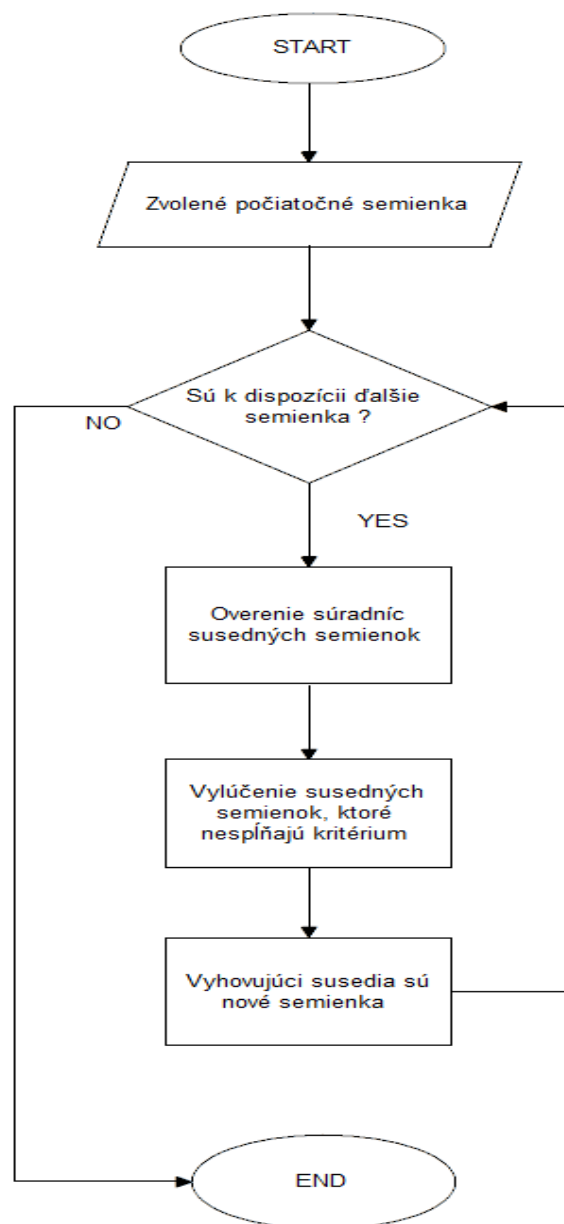 START
Zvolené počiatočné semienka
Sú k dispozícii ďalšie
semienka ?
NO
YES
Overenie súradníc
susedných semienok
Vylúčenie susedných
semienok, ktoré
nespĺňajú kritérium
Vyhovujúci susedia sú
nové semienka
END